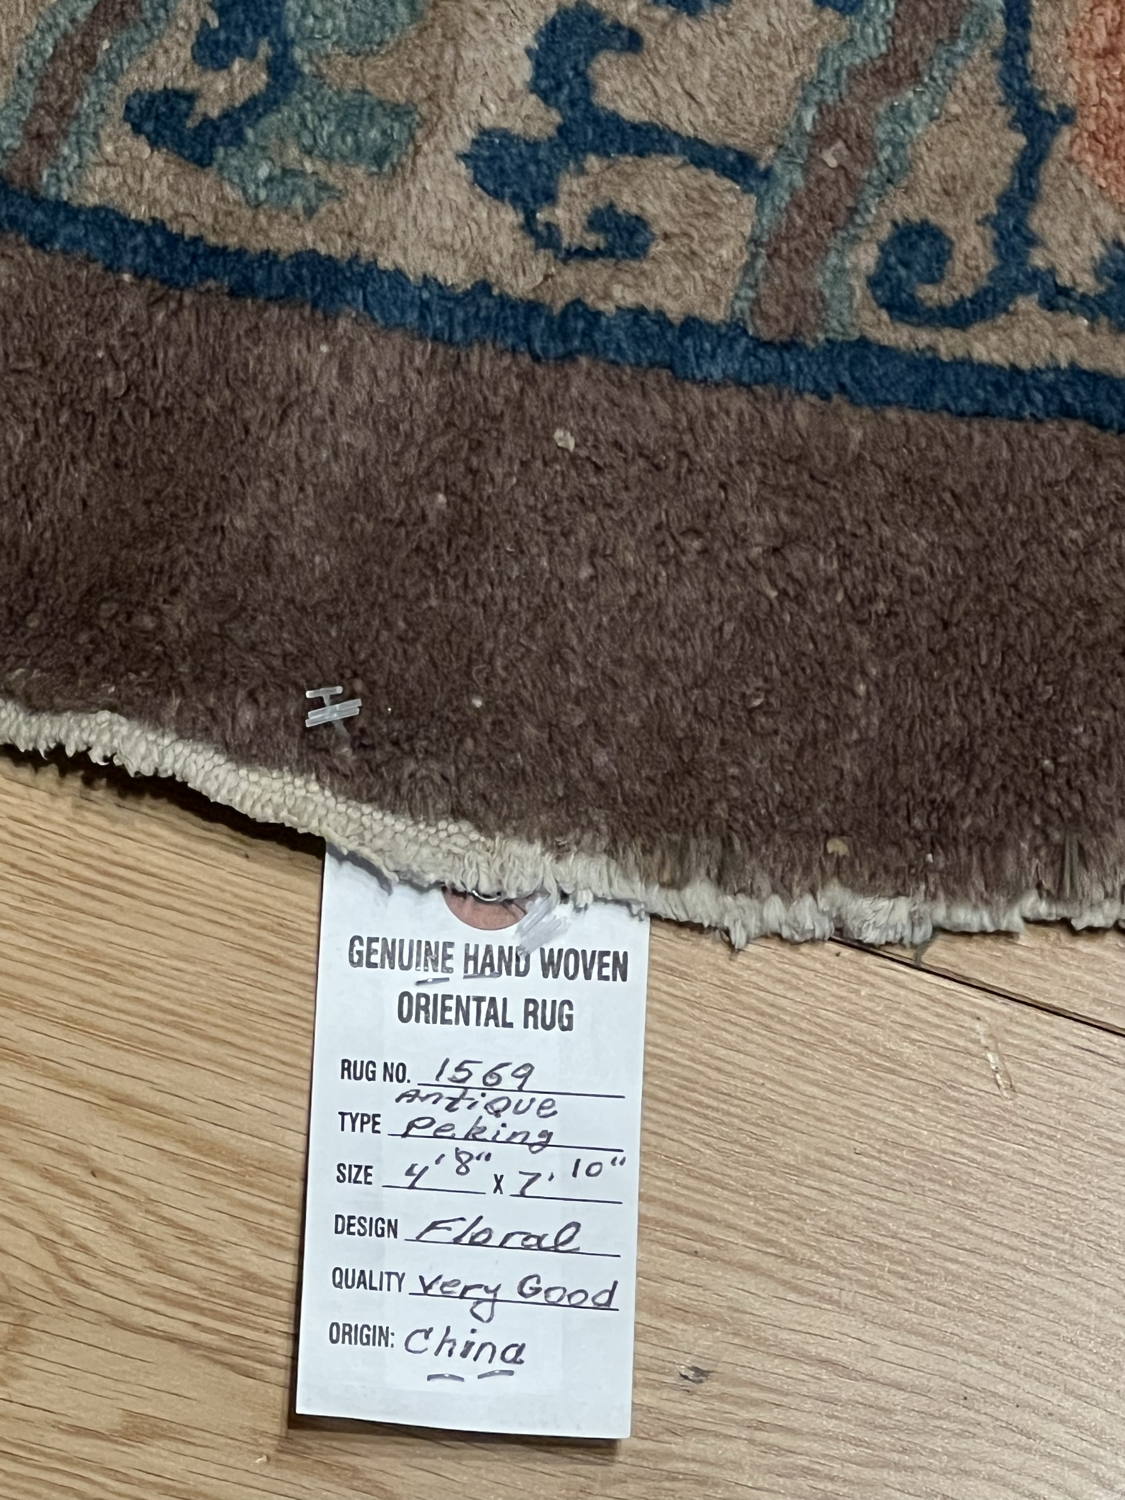 GENUINE HAND WOVEN
ORIENTAL RUG
RUG NO. 1569
Antique
TYPE Peking
SIZE 4'8" X 7'10"
DESIGN Floral
QUALITY very Good
ORIGIN: China